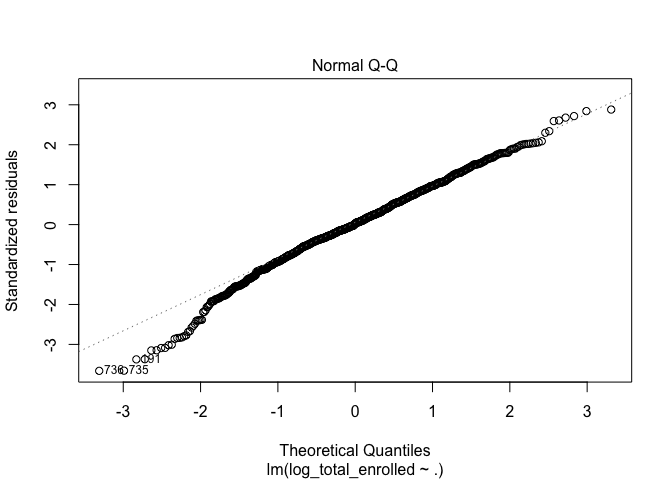 Normal Q-Q
Standardized residuals
3
2
1
0
-1
-2
-3
736
735
191
-3 -2 -1 0 1 2 3
Theoretical Quantiles
lm(log_total_enrolled ~ .)